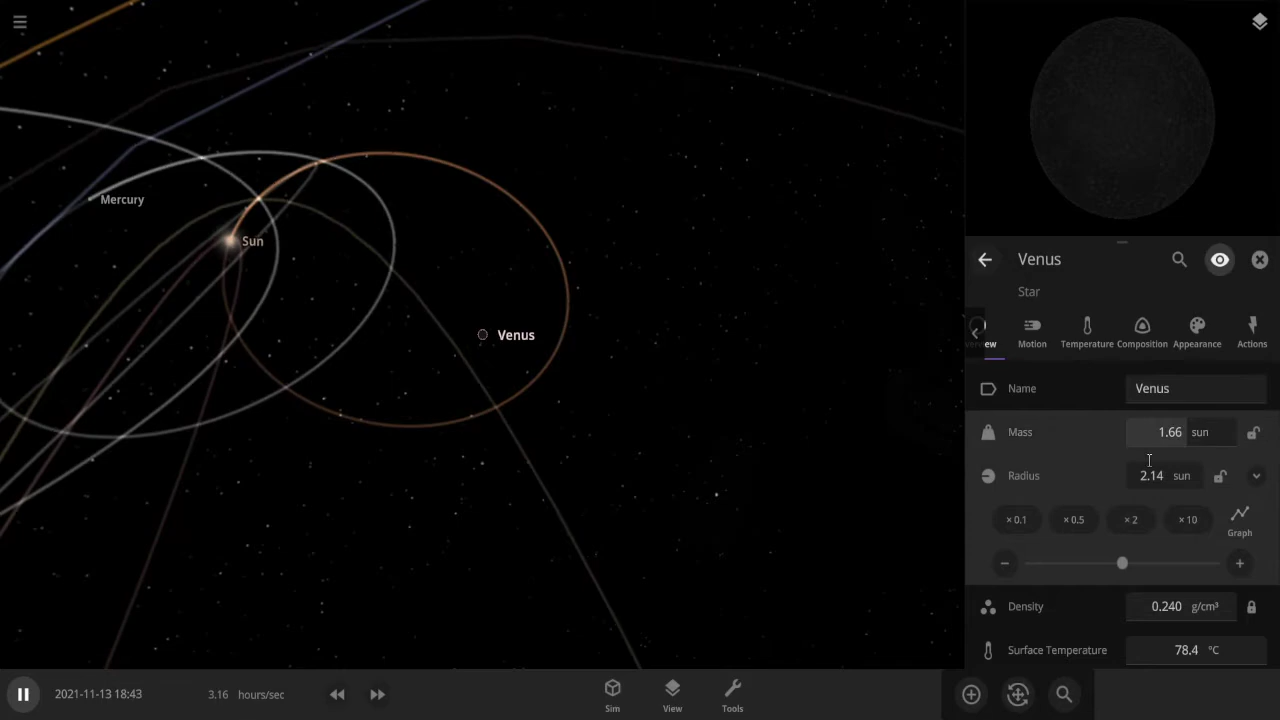 Mercury
Sun
Venus
Venus
Star
Motion
Temperature
Composition
Appearance
Actions
Name
Venus
Mass
1.66 sun
Radius
2.14 sun
× 0.1
× 0.5
× 2
× 10
Graph
Density
0.240 g/cm³
Surface Temperature
78.4 °C
2021-11-13 18:43
3.16 hours/sec
Sim
View
Tools